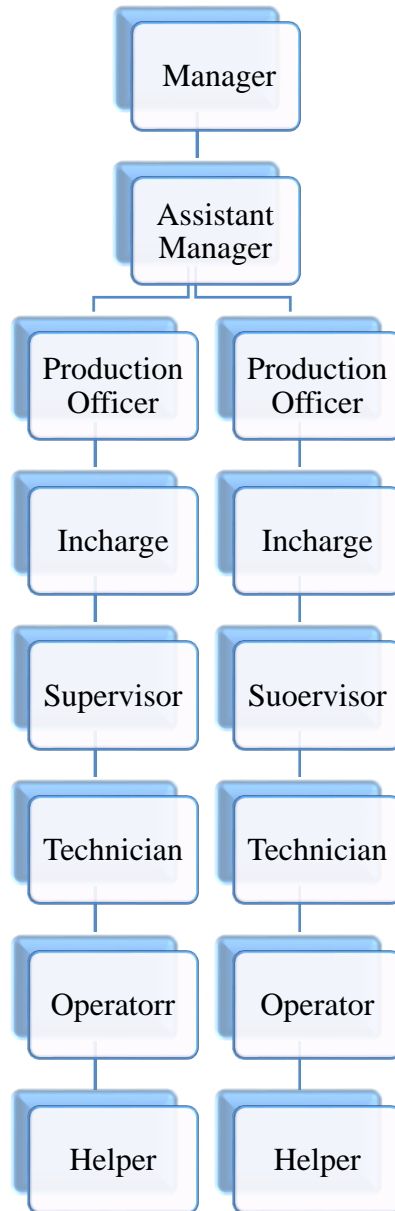 Manager
Assistant
Manager
Production
Officer
Production
Officer
Incharge
Incharge
Supervisor
Suoervisor
Technician
Technician
Operatorr
Operator
Helper
Helper